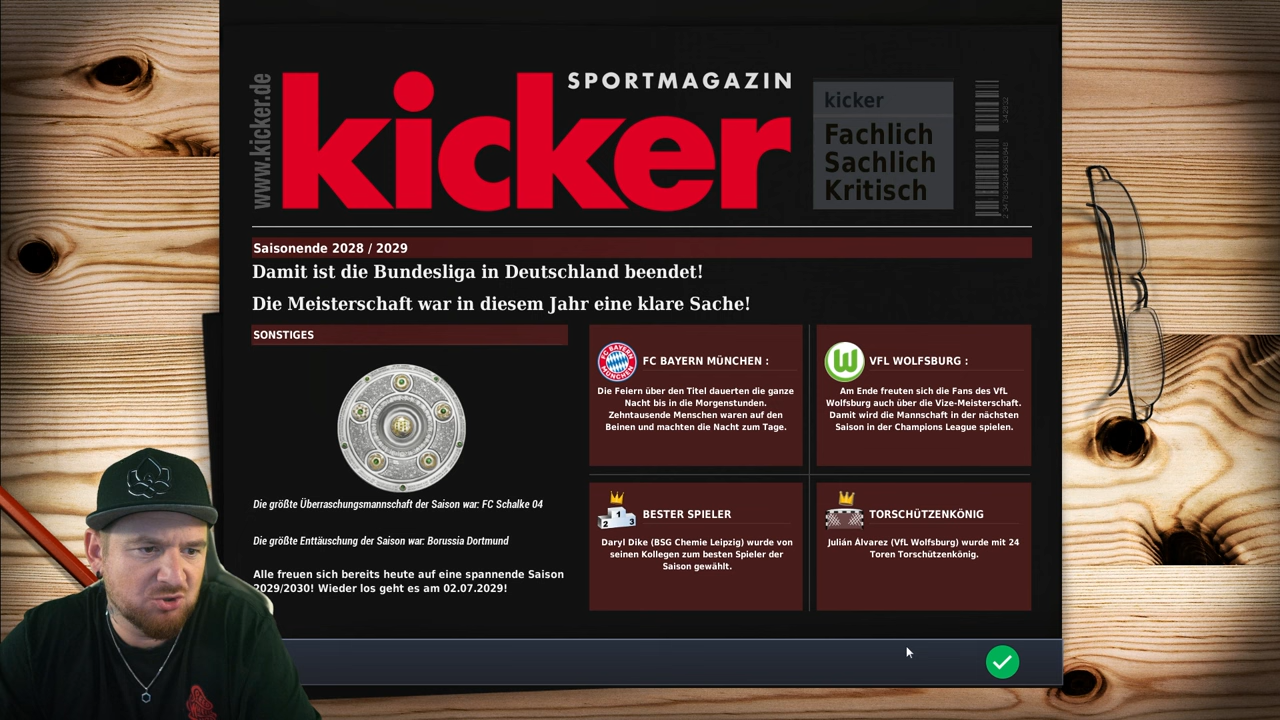 www.kicker.de
SPORTMAGAZIN
kicker
kicker
Fachlich
Sachlich
Kritisch
Saisonende 2028 / 2029
Damit ist die Bundesliga in Deutschland beendet!
Die Meisterschaft war in diesem Jahr eine klare Sache!
SONSTIGES
Die größte Überraschungsmannschaft der Saison war: FC Schalke 04
Die größte Enttäuschung der Saison war: Borussia Dortmund
Alle freuen sich bereits heute auf eine spannende Saison
2029/2030! Wieder los geht es am 02.07.2029!
FC BAYERN MÜNCHEN
FC BAYERN MÜNCHEN :
Die Feiern über den Titel dauerten die ganze
Nacht bis in die Morgenstunden.
Zehntausende Menschen waren auf den
Beinen und machten die Nacht zum Tage.
W
VFL WOLFSBURG :
Am Ende freuten sich die Fans des VfL
Wolfsburg auch über die Vize-Meisterschaft.
Damit wird die Mannschaft in der nächsten
Saison in der Champions League spielen.
2 1 3
BESTER SPIELER
Daryl Dike (BSG Chemie Leipzig) wurde von
seinen Kollegen zum besten Spieler der
Saison gewählt.
TORSCHÜTZENKÖNIG
Julián Álvarez (VfL Wolfsburg) wurde mit 24
Toren Torschützenkönig.